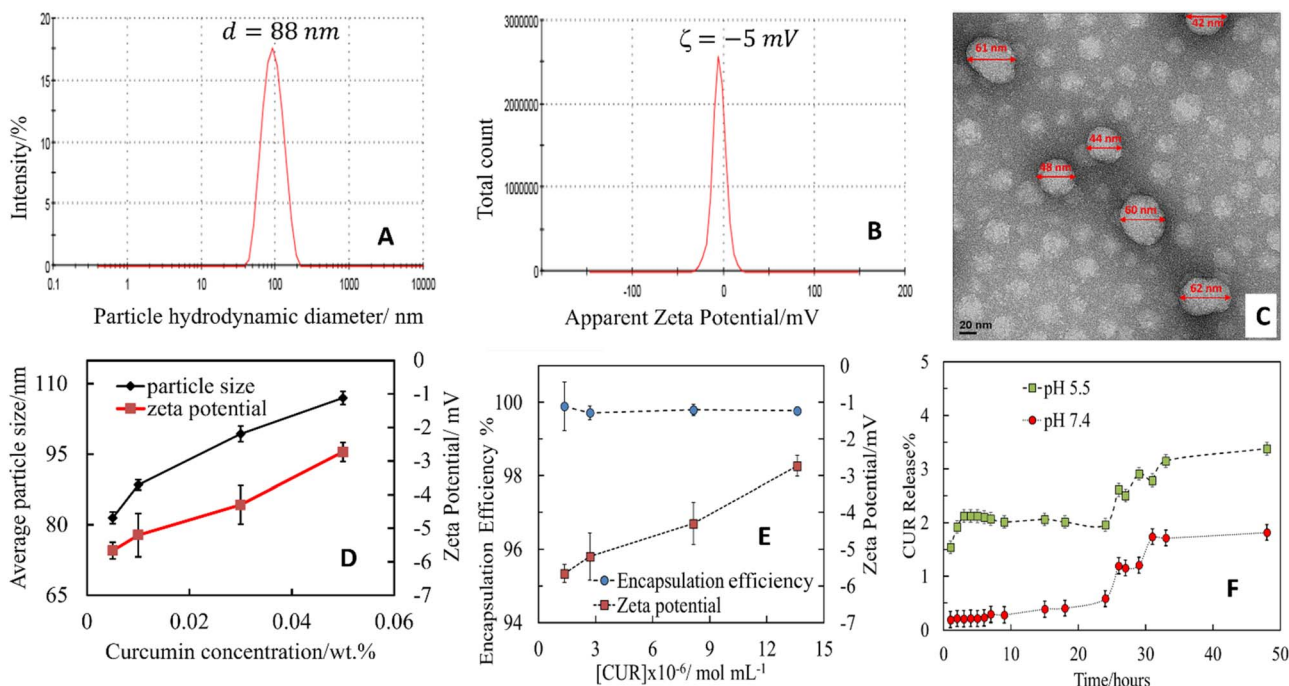 d = 88 nm
20
15
10
5
0
0.1
1
10
100
1000
10000
Intensity/%
Particle hydrodynamic diameter/ nm
A
ζ = −5 mV
3000000
2000000
1000000
0
-100
0
100
200
Total count
Apparent Zeta Potential/mV
B
42 nm
61 nm
44 nm
48 nm
60 nm
62 nm
20 nm
C
110
95
80
65
0
0.02
0.04
0.06
0
-1
-2
-3
-4
-5
-6
-7
particle size
zeta potential
Average particle size/nm
Zeta Potential/ mV
Curcumin concentration/wt.%
D
100
98
96
94
0
3
6
9
12
15
0
-1
-2
-3
-4
-5
-6
-7
Encapsulation efficiency
Zeta potential
Encapsulation Efficiency %
Zeta Potential/mV
[CUR]x10-6/ mol mL-1
E
5
4
3
2
1
0
0
10
20
30
40
50
pH 5.5
pH 7.4
CUR Release%
Time/hours
F